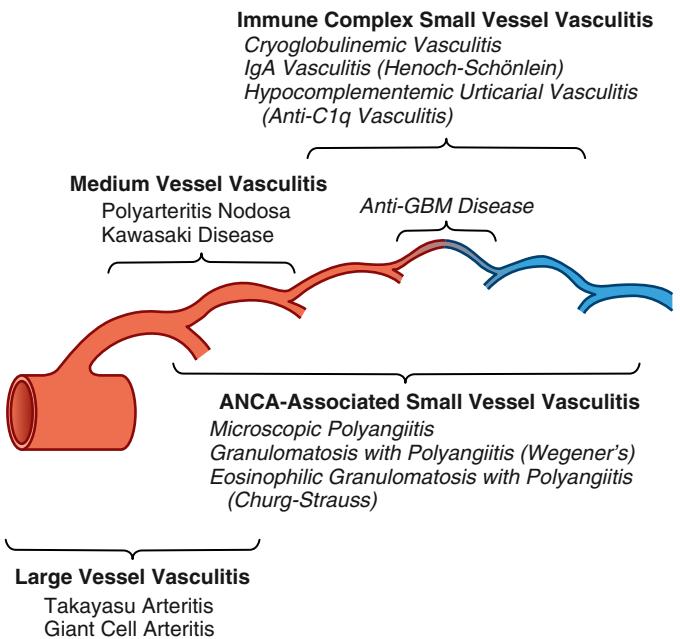 Immune Complex Small Vessel Vasculitis
Cryoglobulinemic Vasculitis
IgA Vasculitis (Henoch-Schönlein)
Hypocomplementemic Urticarial Vasculitis
(Anti-C1q Vasculitis)
Medium Vessel Vasculitis
Polyarteritis Nodosa
Kawasaki Disease
Anti-GBM Disease
ANCA-Associated Small Vessel Vasculitis
Microscopic Polyangiitis
Granulomatosis with Polyangiitis (Wegener's)
Eosinophilic Granulomatosis with Polyangiitis
(Churg-Strauss)
Large Vessel Vasculitis
Takayasu Arteritis
Giant Cell Arteritis